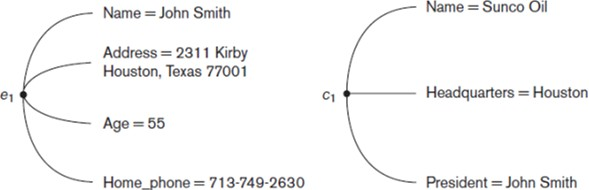 e1
Name = John Smith
Address = 2311 Kirby
Houston, Texas 77001
Age = 55
Home_phone = 713-749-2630
c1
Name = Sunco Oil
Headquarters = Houston
President = John Smith